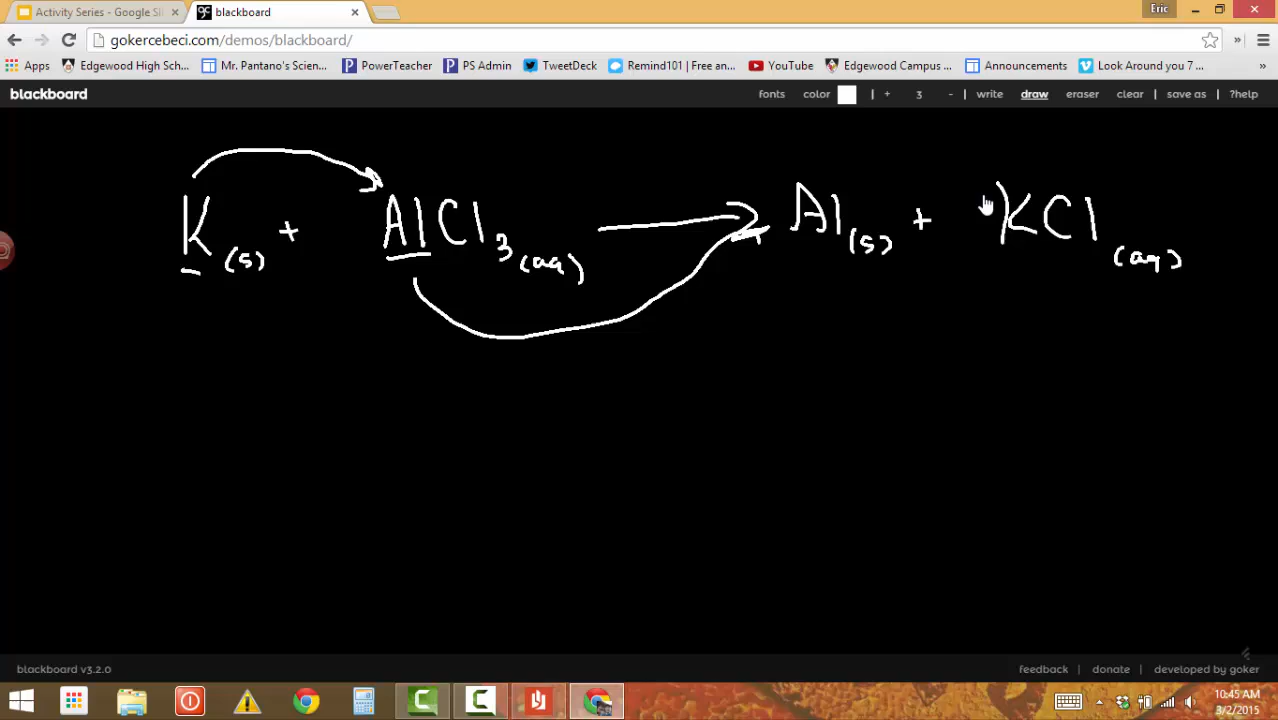 Activity Series - Google Sli
blackboard
Eric
gokercebeci.com/demos/blackboard/
Apps Edgewood High Sch... Mr. Pantano's Scien... PowerTeacher PS Admin TweetDeck Remind101 | Free an... YouTube Edgewood Campus ... Announcements Look Around you 7 ... »
blackboard fonts color | + 3 - | write draw eraser clear | save as | ?help
K(s) + AlCl3(aq) → Al(s) + KCl(aq)
blackboard v3.2.0 feedback | donate | developed by goker
10:45 AM
3/2/2015